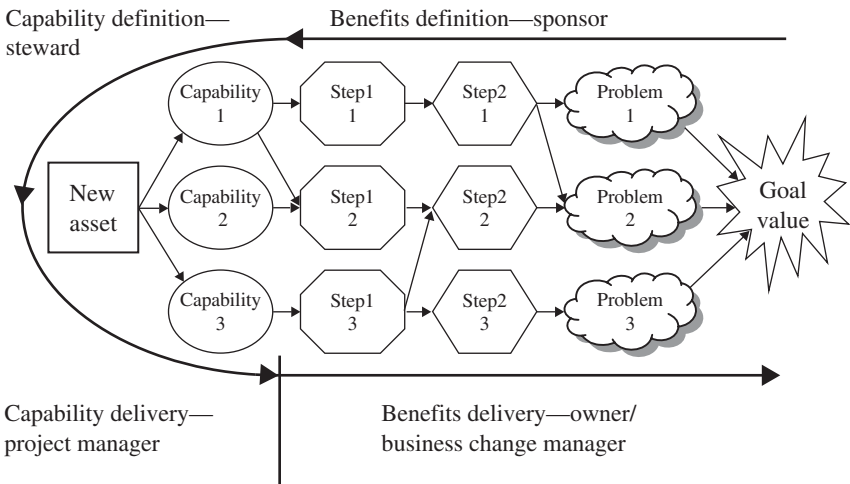 Capability definition—
steward
Benefits definition—sponsor
Capability
1
Step1
1
Step2
1
Problem
1
New
asset
Capability
2
Step1
2
Step2
2
Problem
2
Goal
value
Capability
3
Step1
3
Step2
3
Problem
3
Capability delivery—
project manager
Benefits delivery—owner/
business change manager